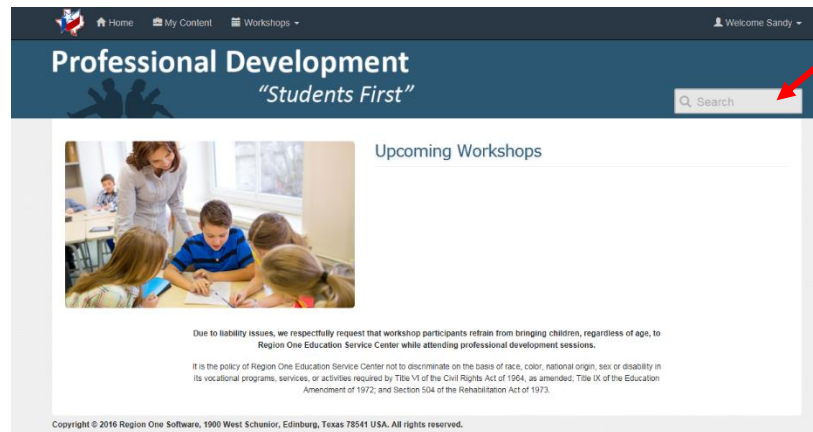 Home My Content Workshops Welcome Sandy
Professional Development
"Students First"
Search
Upcoming Workshops
Due to liability issues, we respectfully request that workshop participants refrain from bringing children, regardless of age, to
Region One Education Service Center while attending professional development sessions.
It is the policy of Region One Education Service Center not to discriminate on the basis of race, color, national origin, sex or disability in
its vocational programs, services, or activities required by Title VI of the Civil Rights Act of 1964, as amended; Title IX of the Education
Amendment of 1972; and Section 504 of the Rehabilitation Act of 1973.
Copyright © 2016 Region One Software, 1900 West Schunior, Edinburg, Texas 78541 USA. All rights reserved.